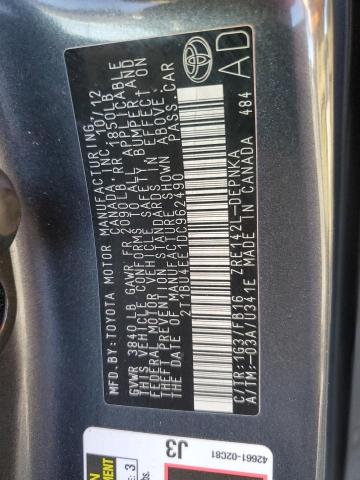 MFD.BY:TOYOTA MOTOR MANUFACTURING
CANADA, INC. 10/12
GVWR 3840 LB GAWR FR 2090LB RR 1850LB
THIS VEHICLE CONFORMS TO ALL APPLICABLE
FEDERAL MOTOR VEHICLE SAFETY BUMPER, AND
THEFT PREVENTION STANDARDS IN EFFECT ON
THE DATE OF MANUFACTURE SHOWN ABOVE.
2T1BU4EE1DC962490 PASS.CAR
C/TR: 1G3/FB16 ZRE142L-DEPNKA
A/TM:-03A/U341E MADE IN CANADA
484
AD
J3
42661-02C81
3